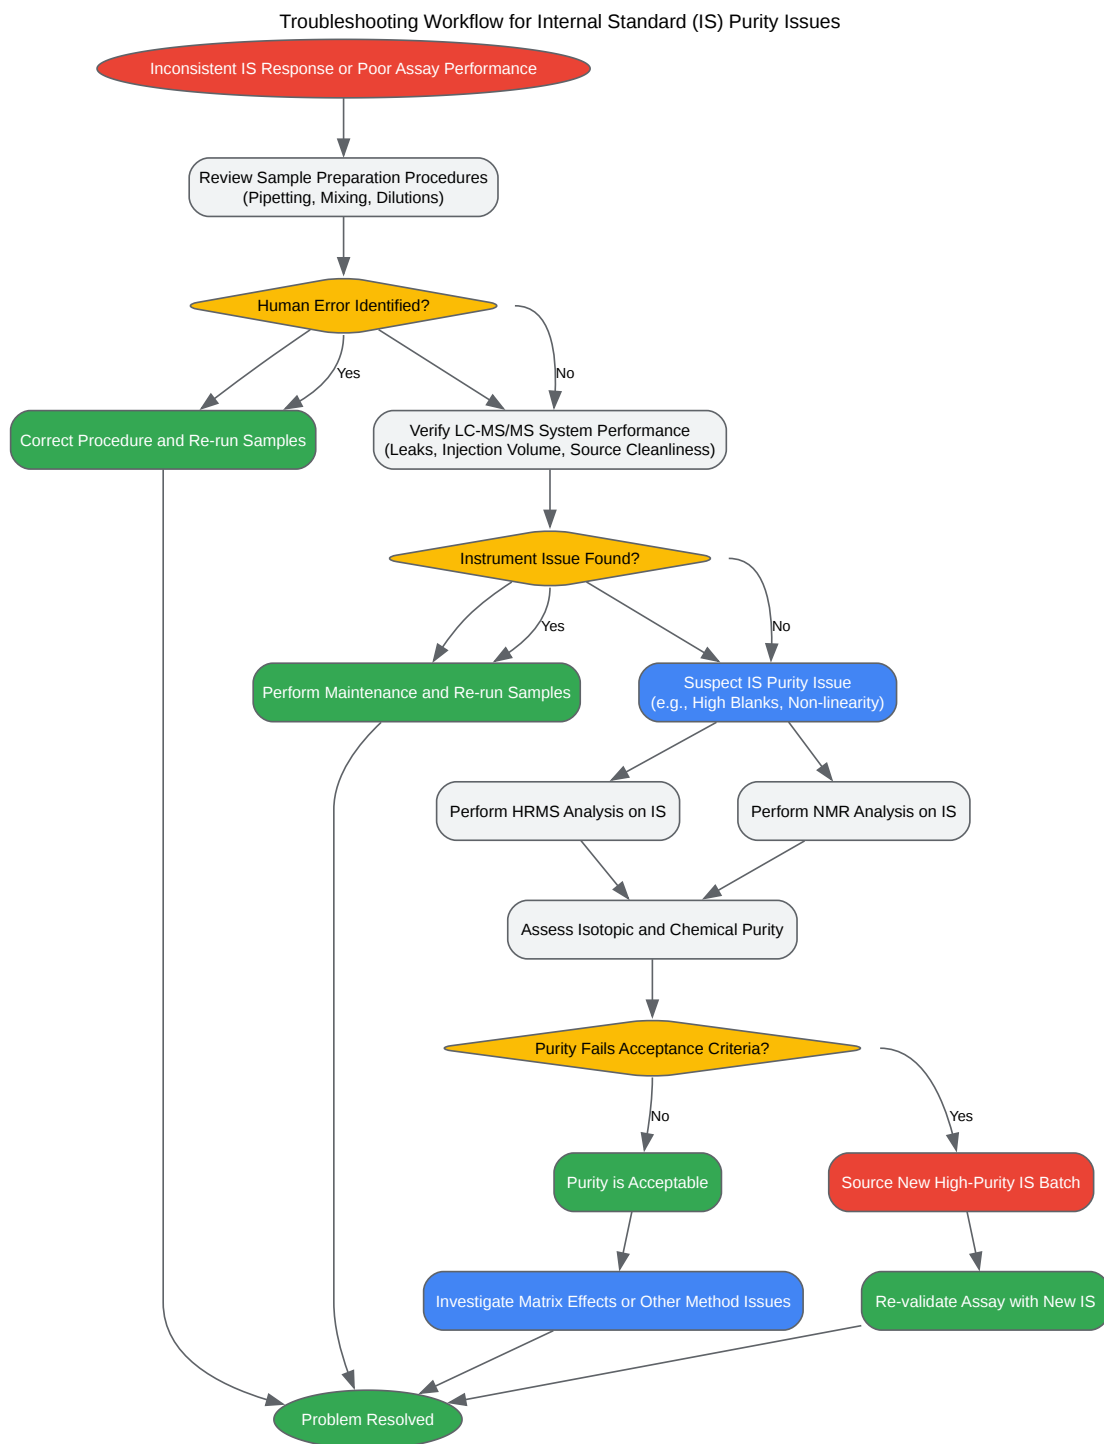 Troubleshooting Workflow for Internal Standard (IS) Purity Issues
Inconsistent IS Response or Poor Assay Performance
Review Sample Preparation Procedures
(Pipetting, Mixing, Dilutions)
Human Error Identified?
Yes
No
Correct Procedure and Re-run Samples
Verify LC-MS/MS System Performance
(Leaks, Injection Volume, Source Cleanliness)
Instrument Issue Found?
Yes
No
Perform Maintenance and Re-run Samples
Suspect IS Purity Issue
(e.g., High Blanks, Non-linearity)
Perform HRMS Analysis on IS
Perform NMR Analysis on IS
Assess Isotopic and Chemical Purity
Purity Fails Acceptance Criteria?
No
Yes
Purity is Acceptable
Source New High-Purity IS Batch
Investigate Matrix Effects or Other Method Issues
Re-validate Assay with New IS
Problem Resolved